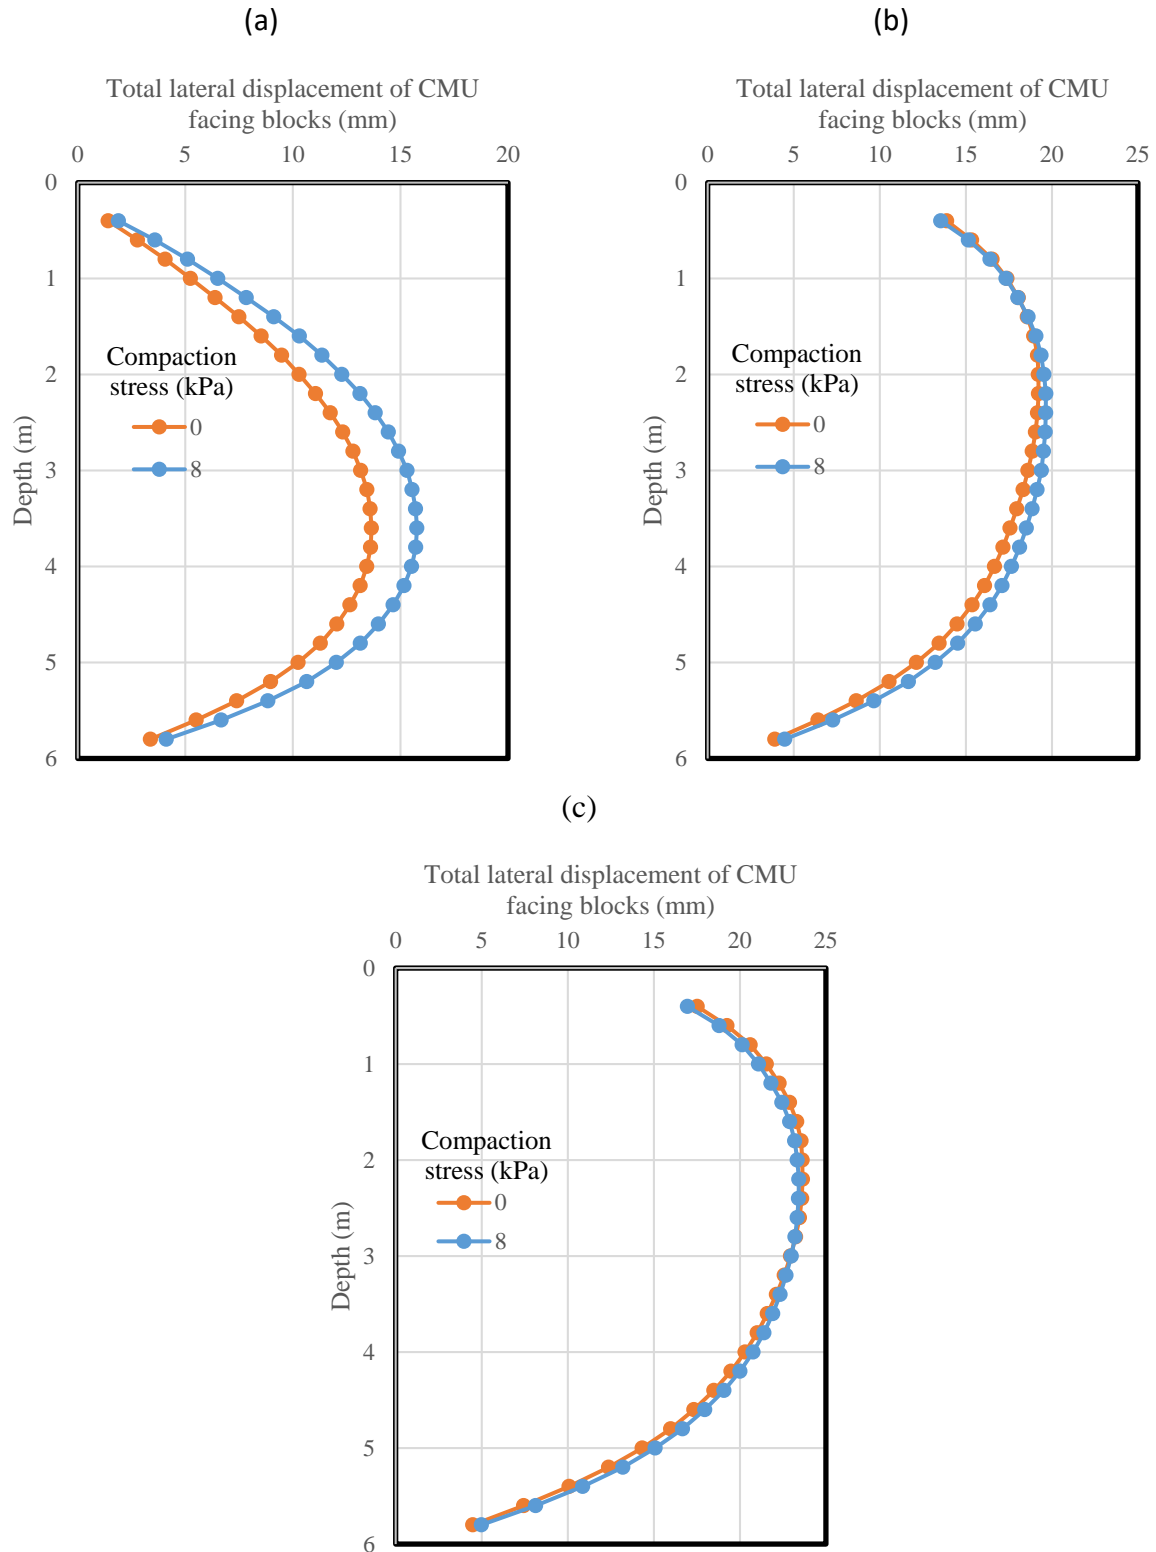 (a)
Total lateral displacement of CMU
facing blocks (mm)
0 5 10 15 20
0
1
2
3
4
5
6
Depth (m)
Compaction
stress (kPa)
0
8
(b)
Total lateral displacement of CMU
facing blocks (mm)
0 5 10 15 20 25
0
1
2
3
4
5
6
Depth (m)
Compaction
stress (kPa)
0
8
(c)
Total lateral displacement of CMU
facing blocks (mm)
0 5 10 15 20 25
0
1
2
3
4
5
6
Depth (m)
Compaction
stress (kPa)
0
8